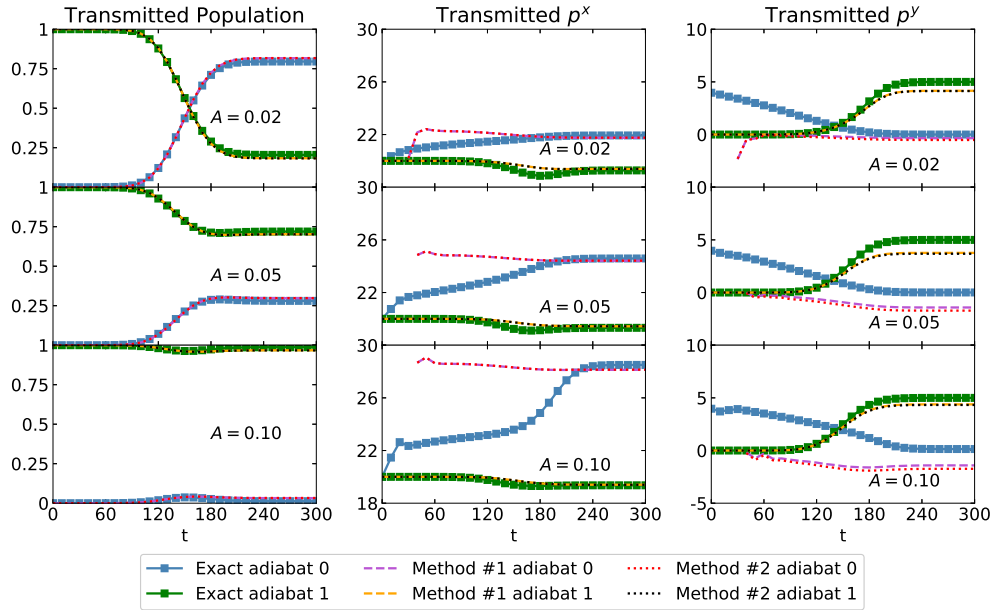 Transmitted Population
Transmitted p^x
Transmitted p^y
1
0.75
0.5
0.25
1
0.75
0.5
0.25
1
0.75
0.5
0.25
0
A = 0.02
A = 0.05
A = 0.10
0 60 120 180 240 300
t
30
26
22
30
26
22
30
26
22
18
A = 0.02
A = 0.05
A = 0.10
0 60 120 180 240 300
t
10
5
0
10
5
0
10
5
0
-5
A = 0.02
A = 0.05
A = 0.10
0 60 120 180 240 300
t
Exact adiabat 0
Method #1 adiabat 0
Method #2 adiabat 0
Exact adiabat 1
Method #1 adiabat 1
Method #2 adiabat 1